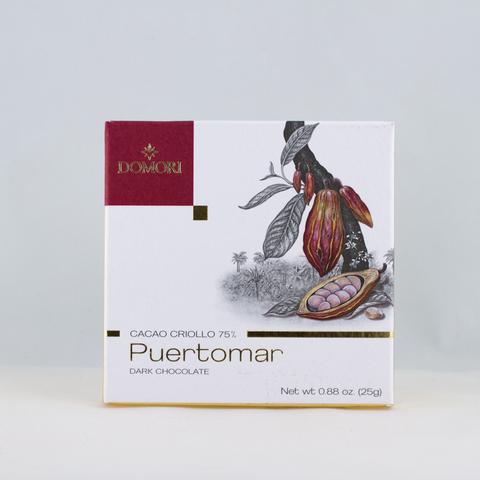 DOMORI
CACAO CRIOLLO 75%
Puertomar
DARK CHOCOLATE
Net wt 0.88 oz. (25g)